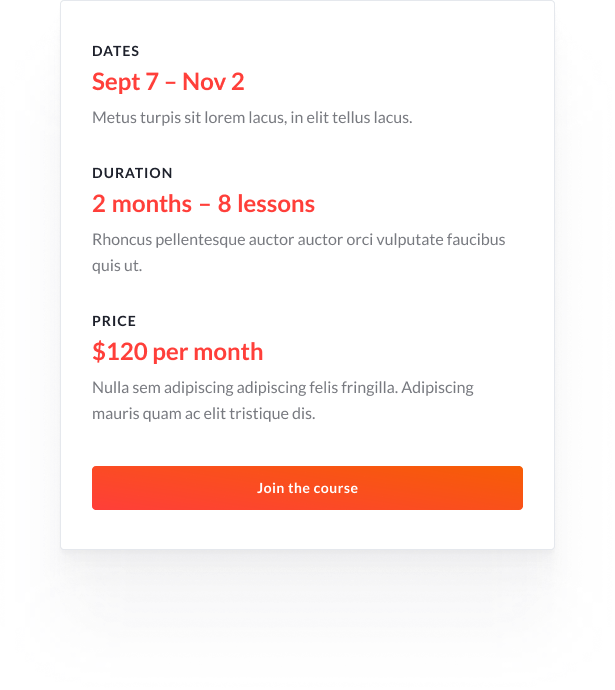 DATES
Sept 7 – Nov 2
Metus turpis sit lorem lacus, in elit tellus lacus.
DURATION
2 months – 8 lessons
Rhoncus pellentesque auctor auctor orci vulputate faucibus
quis ut.
PRICE
$120 per month
Nulla sem adipiscing adipiscing felis fringilla. Adipiscing
mauris quam ac elit tristique dis.
Join the course